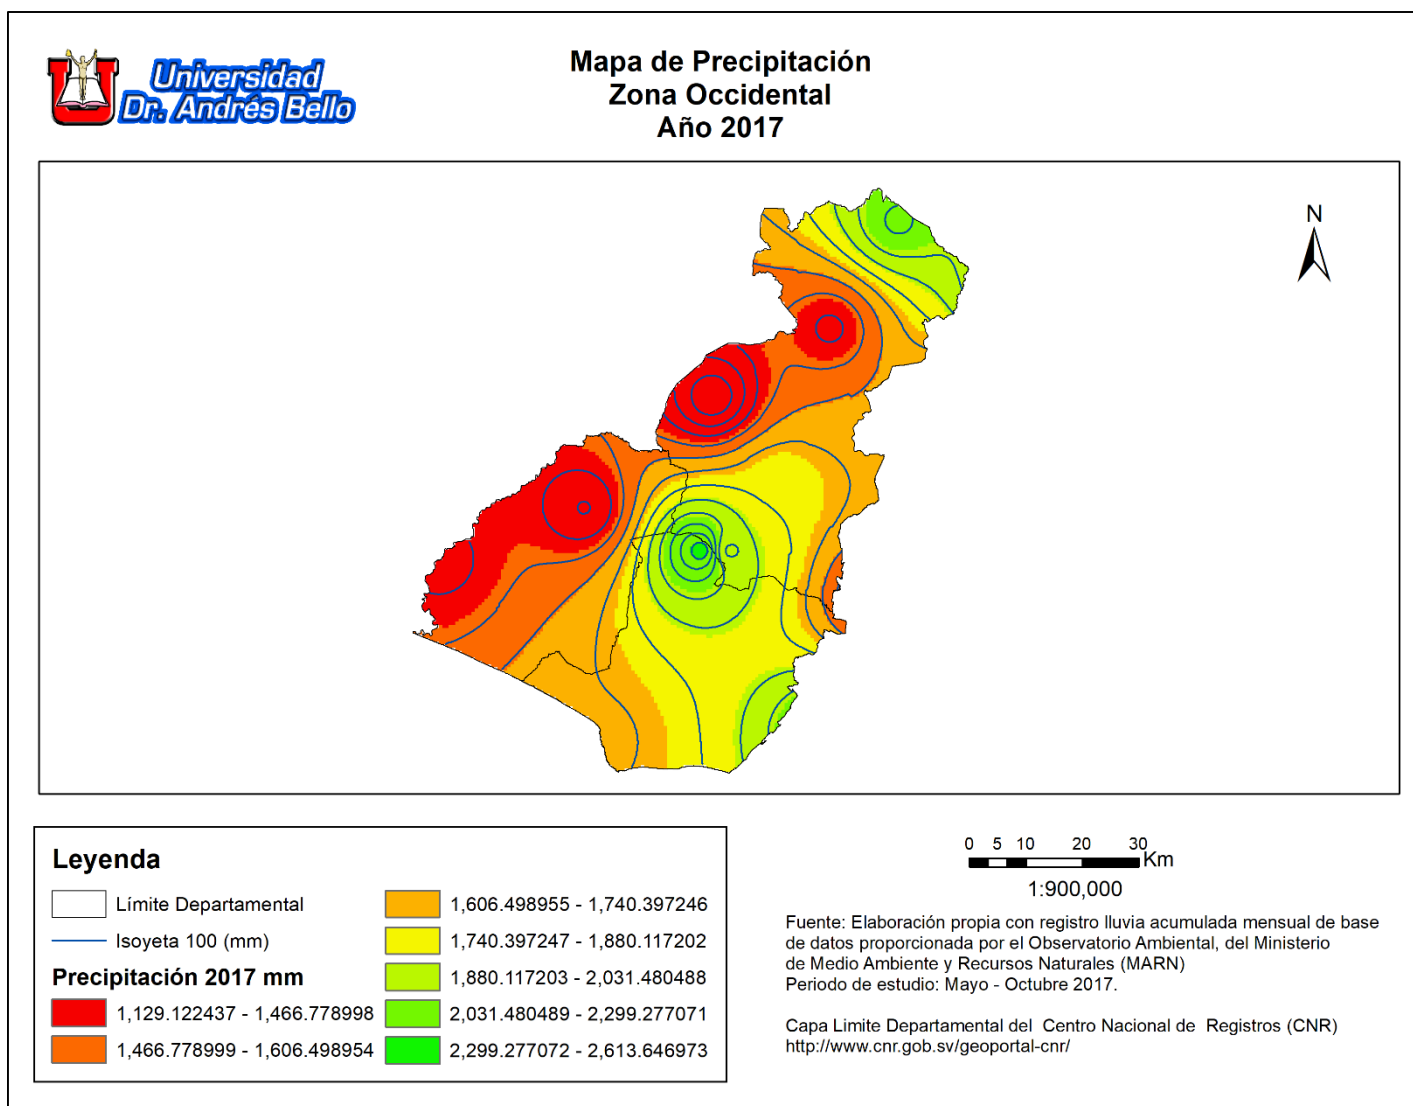 Universidad
Dr. Andrés Bello
Mapa de Precipitación
Zona Occidental
Año 2017
N
Leyenda
Límite Departamental
Isoyeta 100 (mm)
Precipitación 2017 mm
1,129.122437 - 1,466.778998
1,466.778999 - 1,606.498954
1,606.498955 - 1,740.397246
1,740.397247 - 1,880.117202
1,880.117203 - 2,031.480488
2,031.480489 - 2,299.277071
2,299.277072 - 2,613.646973
0 5 10 20 30
Km
1:900,000
Fuente: Elaboración propia con registro lluvia acumulada mensual de base
de datos proporcionada por el Observatorio Ambiental, del Ministerio
de Medio Ambiente y Recursos Naturales (MARN)
Periodo de estudio: Mayo - Octubre 2017.
Capa Limite Departamental del Centro Nacional de Registros (CNR)
http://www.cnr.gob.sv/geoportal-cnr/